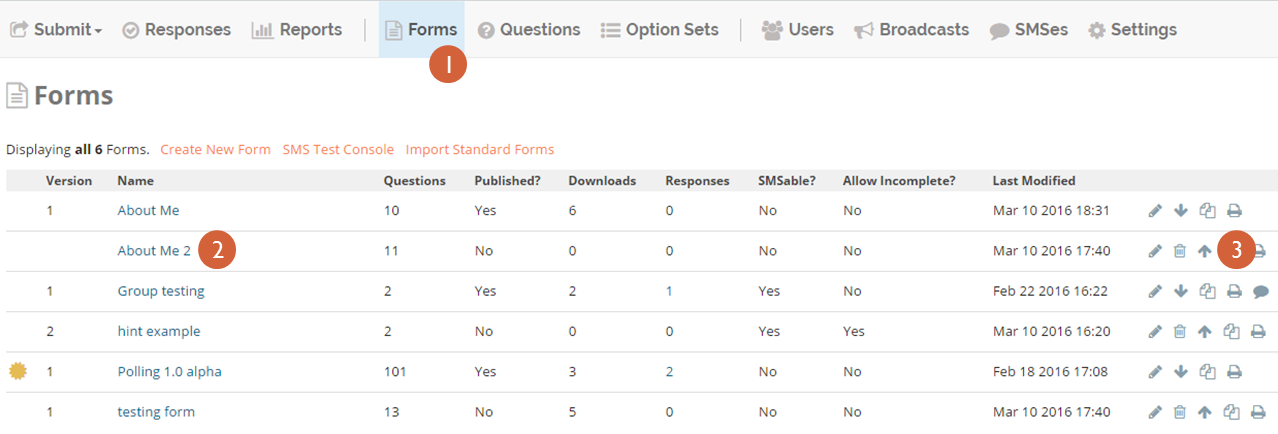 Submit Responses Reports Forms Questions Option Sets Users Broadcasts SMSes Settings
1
Forms
Displaying all 6 Forms. Create New Form SMS Test Console Import Standard Forms
Version Name Questions Published? Downloads Responses SMSable? Allow Incomplete? Last Modified
1 About Me 10 Yes 6 0 No No Mar 10 2016 18:31
About Me 2 2 11 No 0 0 No No Mar 10 2016 17:40 3
1 Group testing 2 Yes 2 1 Yes No Feb 22 2016 16:22
2 hint example 2 No 0 0 Yes Yes Mar 10 2016 16:20
1 Polling 1.0 alpha 101 Yes 3 2 No No Feb 18 2016 17:08
1 testing form 13 No 5 0 No No Mar 10 2016 17:40